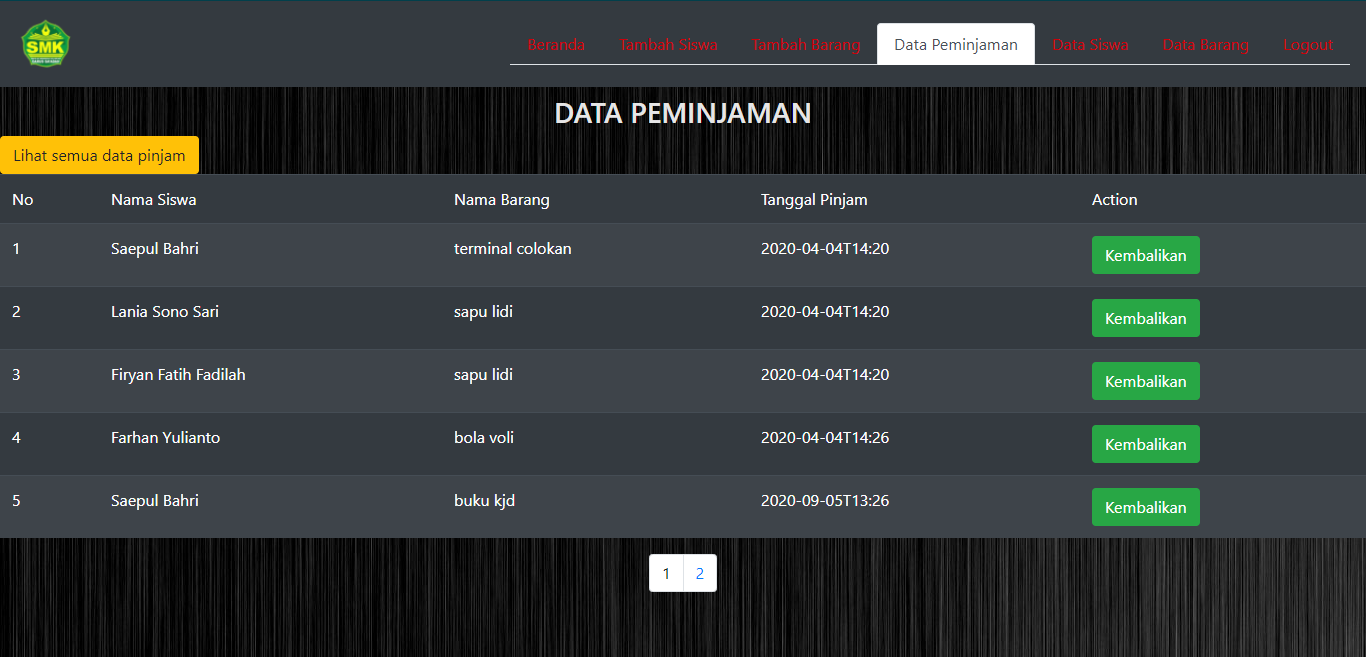 SMK
Beranda Tambah Siswa Tambah Barang Data Peminjaman Data Siswa Data Barang Logout
DATA PEMINJAMAN
Lihat semua data pinjam
No Nama Siswa Nama Barang Tanggal Pinjam Action
1 Saepul Bahri terminal colokan 2020-04-04T14:20 Kembalikan
2 Lania Sono Sari sapu lidi 2020-04-04T14:20 Kembalikan
3 Firyan Fatih Fadilah sapu lidi 2020-04-04T14:20 Kembalikan
4 Farhan Yulianto bola voli 2020-04-04T14:26 Kembalikan
5 Saepul Bahri buku kjd 2020-09-05T13:26 Kembalikan
1 2